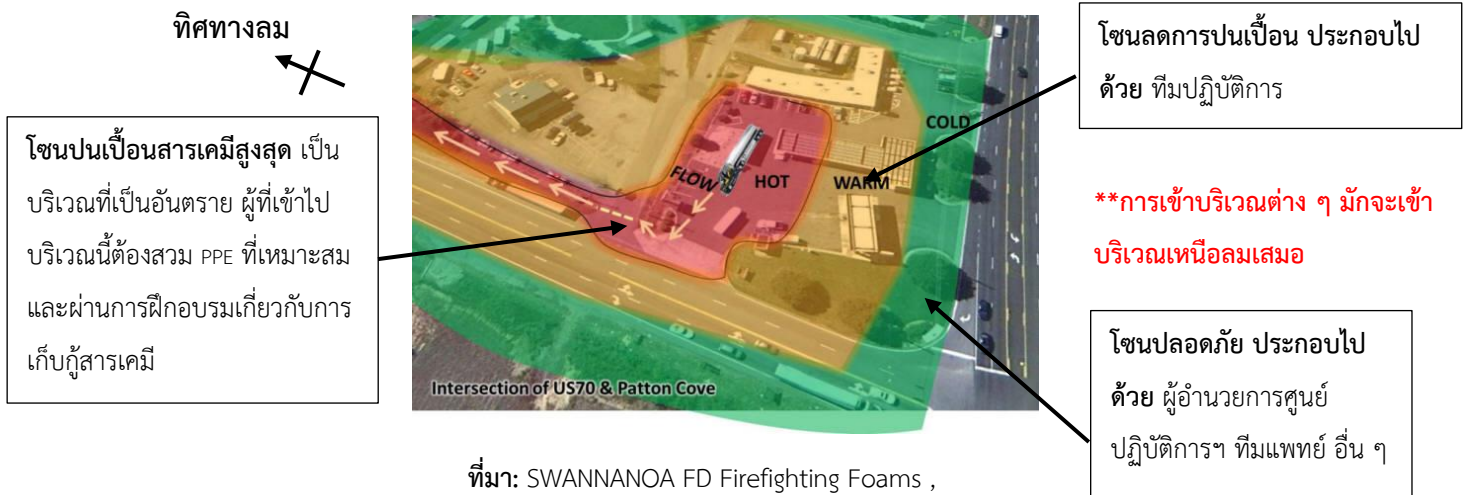 ทิศทางลม
โซนปนเปื้อนสารเคมีสูงสุด เป็น
บริเวณที่เป็นอันตราย ผู้ที่เข้าไป
บริเวณนี้ต้องสวม PPE ที่เหมาะสม
และผ่านการฝึกอบรมเกี่ยวกับการ
เก็บกู้สารเคมี
COLD
FLOW
HOT
WARM
Intersection of US70 & Patton Cove
โซนลดการปนเปื้อน ประกอบไป
ด้วย ทีมปฏิบัติการ
**การเข้าบริเวณต่าง ๆ มักจะเข้า
บริเวณเหนือลมเสมอ
โซนปลอดภัย ประกอบไป
ด้วย ผู้อำนวยการศูนย์
ปฏิบัติการฯ ทีมแพทย์ อื่น ๆ
ที่มา: SWANNANOA FD Firefighting Foams ,